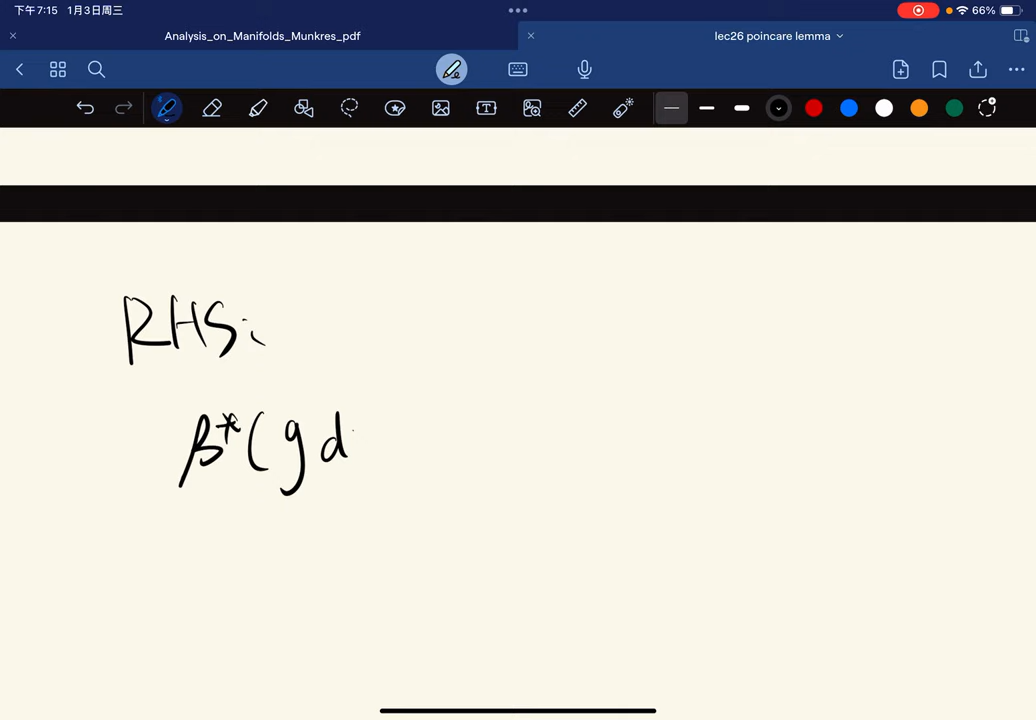 下午7:15 1月3日周三
66%
Analysis_on_Manifolds_Munkres_pdf
lec26 poincare lemma
RHS:
β*(g d